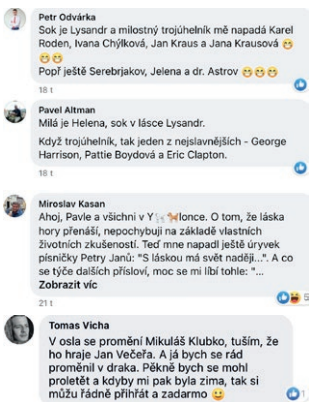 Petr Odvárka
Sok je Lysandr a milostný trojúhelník mě napadá Karel
Roden, Ivana Chýlková, Jan Kraus a Jana Krausová 😁
😁😁
Popř ještě Serebrjakov, Jelena a dr. Astrov 😁😁😁
18 t
Pavel Altman
Milá je Helena, sok v lásce Lysandr.
Když trojúhelník, tak jeden z nejslavnějších - George
Harrison, Pattie Boydová a Eric Clapton.
18 t
Miroslav Kasan
Ahoj, Pavle a všichni v Y🐩🐕lonce. O tom, že láska
hory přenáší, nepochybuji na základě vlastních
životních zkušeností. Teď mne napadl ještě úryvek
písničky Petry Janů: "S láskou má svět naději...". A co
se týče dalších přísloví, moc se mi líbí tohle: "...
Zobrazit víc
21 t
5
Tomas Vicha
V osla se promění Mikuláš Klubko, tuším, že
ho hraje Jan Večeřa. A já bych se rád
proměnil v draka. Pěkně bych se mohl
proletět a kdyby mi pak byla zima, tak si
můžu řádně přihřát a zadarmo 😉
1